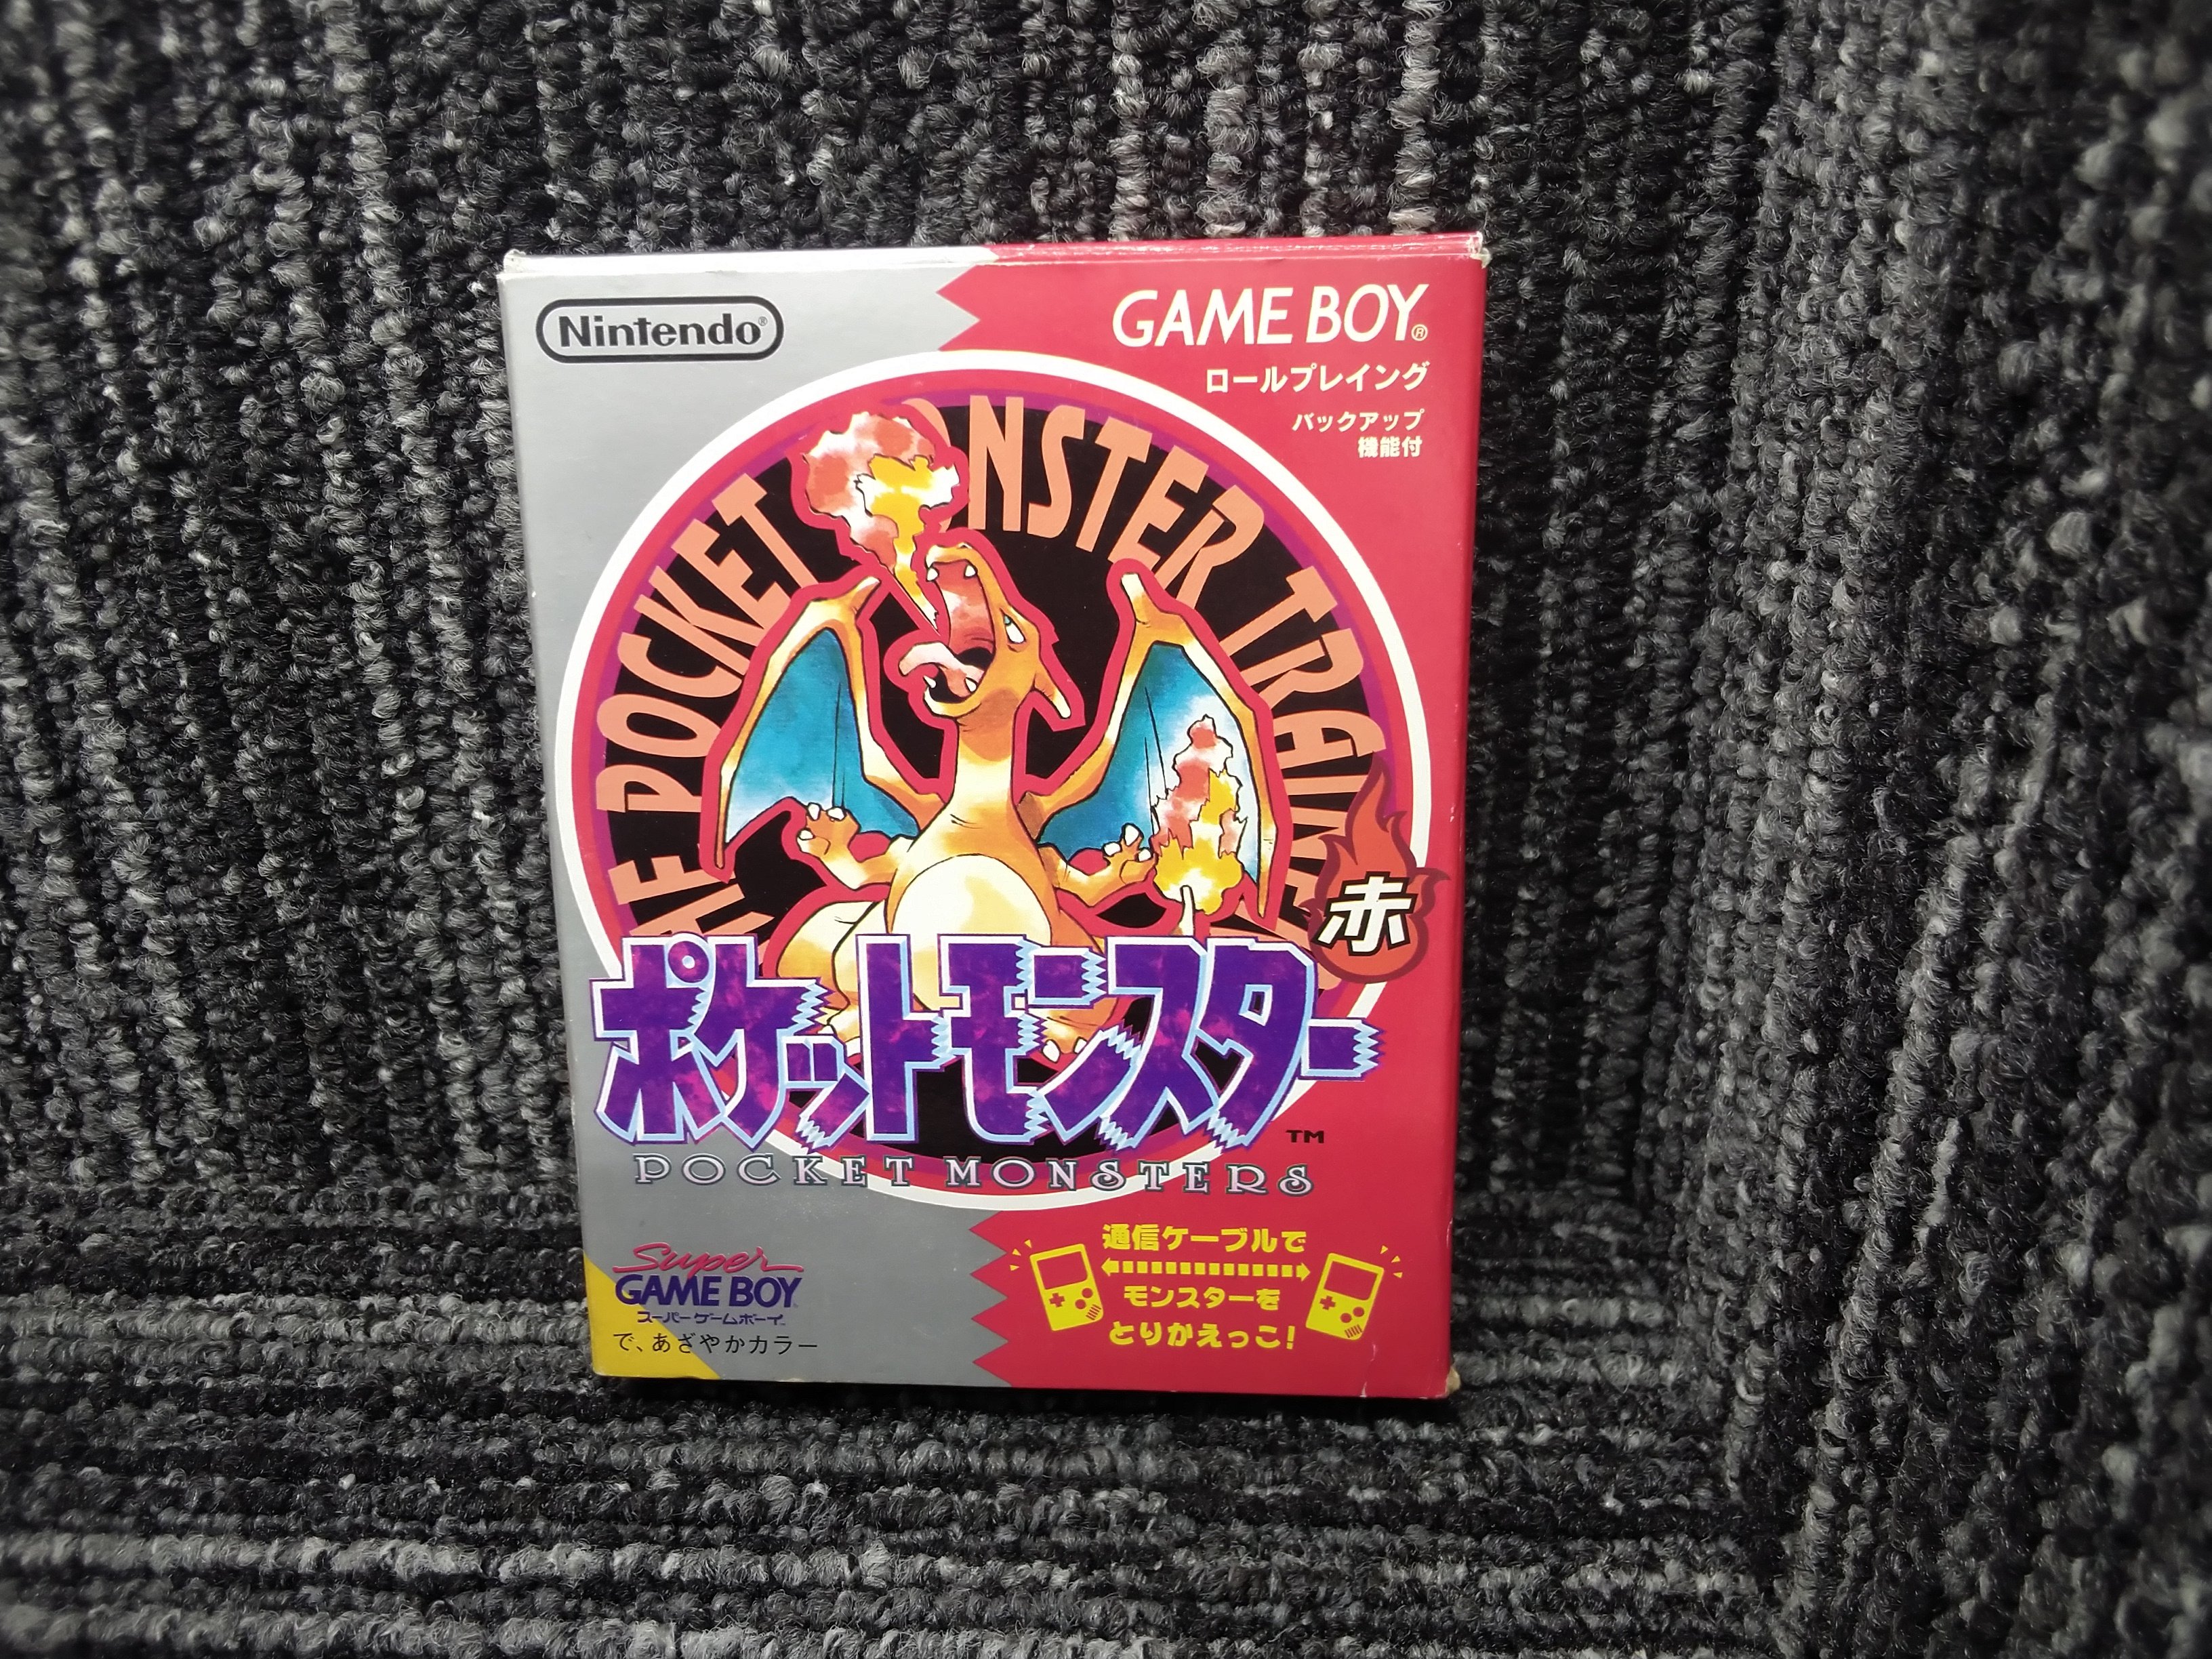 Nintendo®
GAME BOY®
ロールプレイング
バックアップ
機能付
POCKET MONSTER TRAINER
赤
ポケットモンスター
TM
POCKET MONSTERS
Super
GAME BOY
スーパーゲームボーイ
で、あざやかカラー
通信ケーブルで
モンスターを
とりかえっこ!